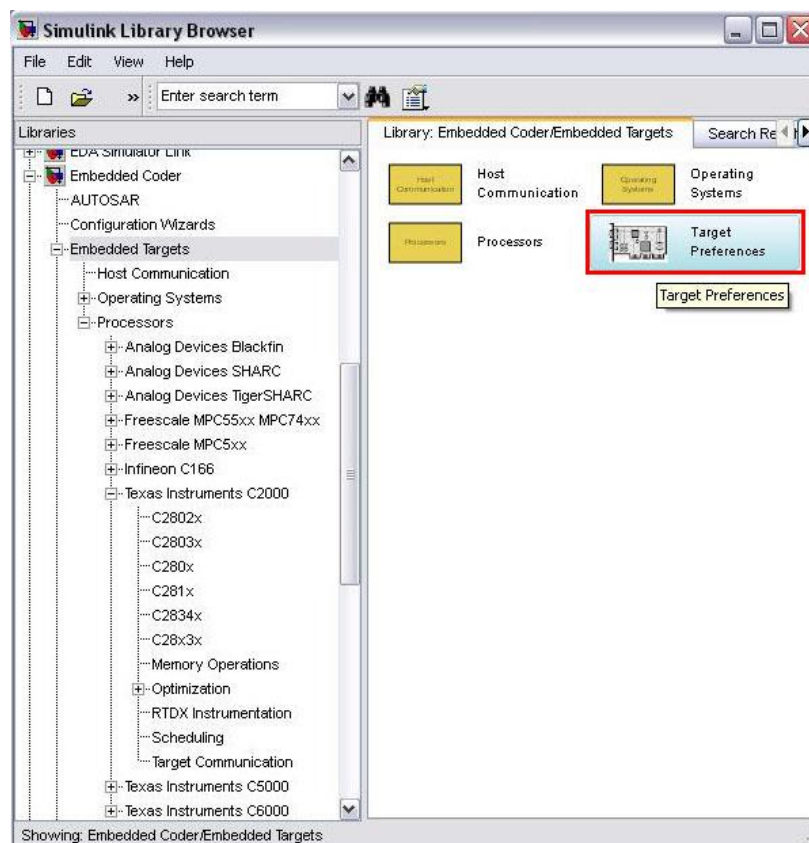 Simulink Library Browser
File Edit View Help
» Enter search term
Libraries
Library: Embedded Coder/Embedded Targets Search Re
EDA Simulator Link
Embedded Coder
AUTOSAR
Configuration Wizards
Embedded Targets
Host Communication
Operating Systems
Processors
Analog Devices Blackfin
Analog Devices SHARC
Analog Devices TigerSHARC
Freescale MPC55xx MPC74xx
Freescale MPC5xx
Infineon C166
Texas Instruments C2000
C2802x
C2803x
C280x
C281x
C2834x
C28x3x
Memory Operations
Optimization
RTDX Instrumentation
Scheduling
Target Communication
Texas Instruments C5000
Texas Instruments C6000
Host
Communication
Host
Communication
Operating
Systems
Operating
Systems
Processors
Processors
Target
Preferences
Target Preferences
Showing: Embedded Coder/Embedded Targets